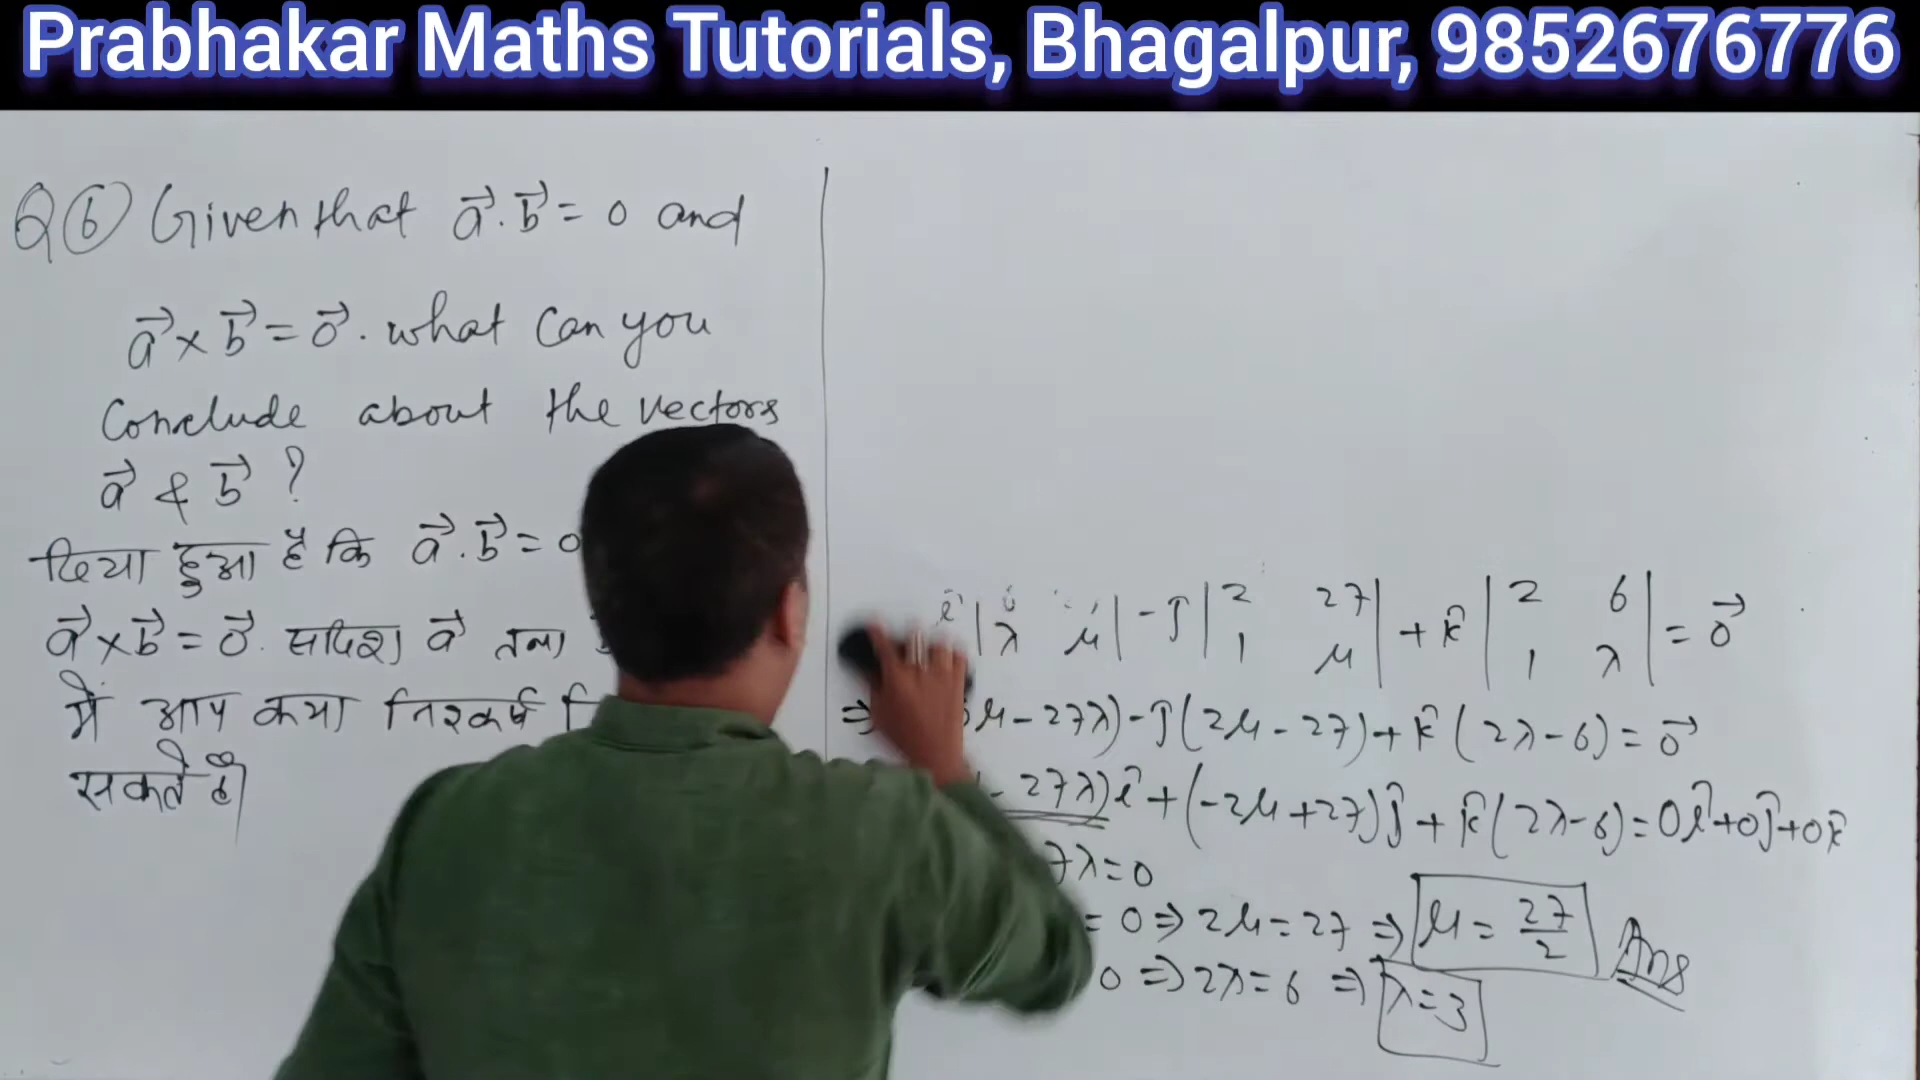 Prabhakar Maths Tutorials, Bhagalpur, 9852676776
Q 6 Given that a⃗.b⃗ = 0 and
a⃗×b⃗ = 0⃗. what can you
Conclude about the vectors
a⃗ & b⃗ ?
दिया हुआ है कि a⃗.b⃗ = 0
a⃗×b⃗ = 0⃗. सदिश a⃗ तथा
में आप क्या निश्कर्ष
सकते हैं।
î |6 λ μ| - ĵ |2 27 1 μ| + k̂ |2 6 1 λ| = 0⃗
⇒ μ - 27λ) - ĵ(2μ - 27) + k̂(2λ - 6) = 0⃗
- 27λ)î + (-2μ + 27)ĵ + k̂(2λ - 6) = 0î + 0ĵ + 0k̂
7λ = 0
= 0 ⇒ 2μ = 27 ⇒ μ = 27/2 Ans
0 ⇒ 2λ = 6 ⇒ λ = 3